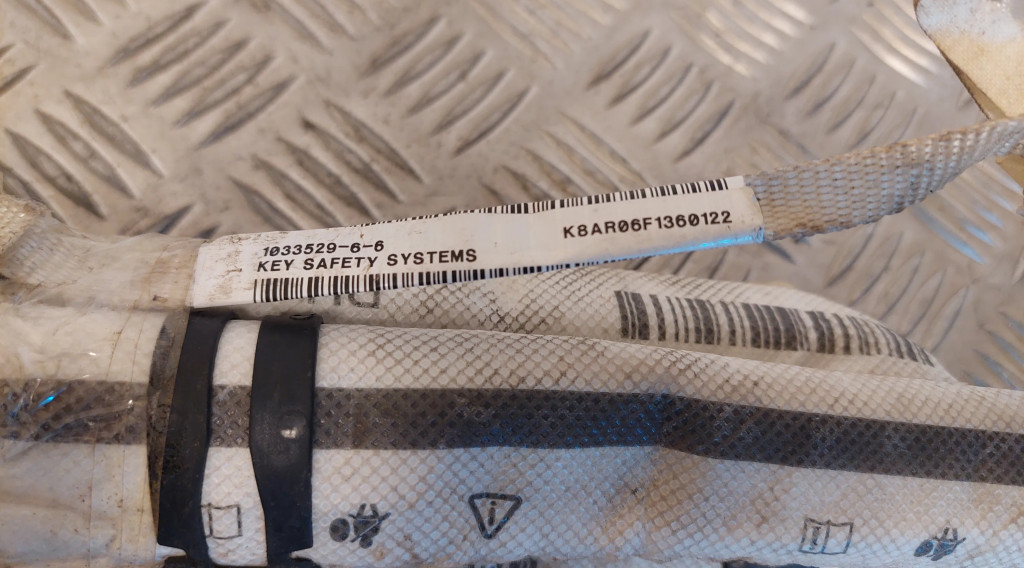 1033529-6-6
KEY SAFETY SYSTEMS
K8AR06F1360122